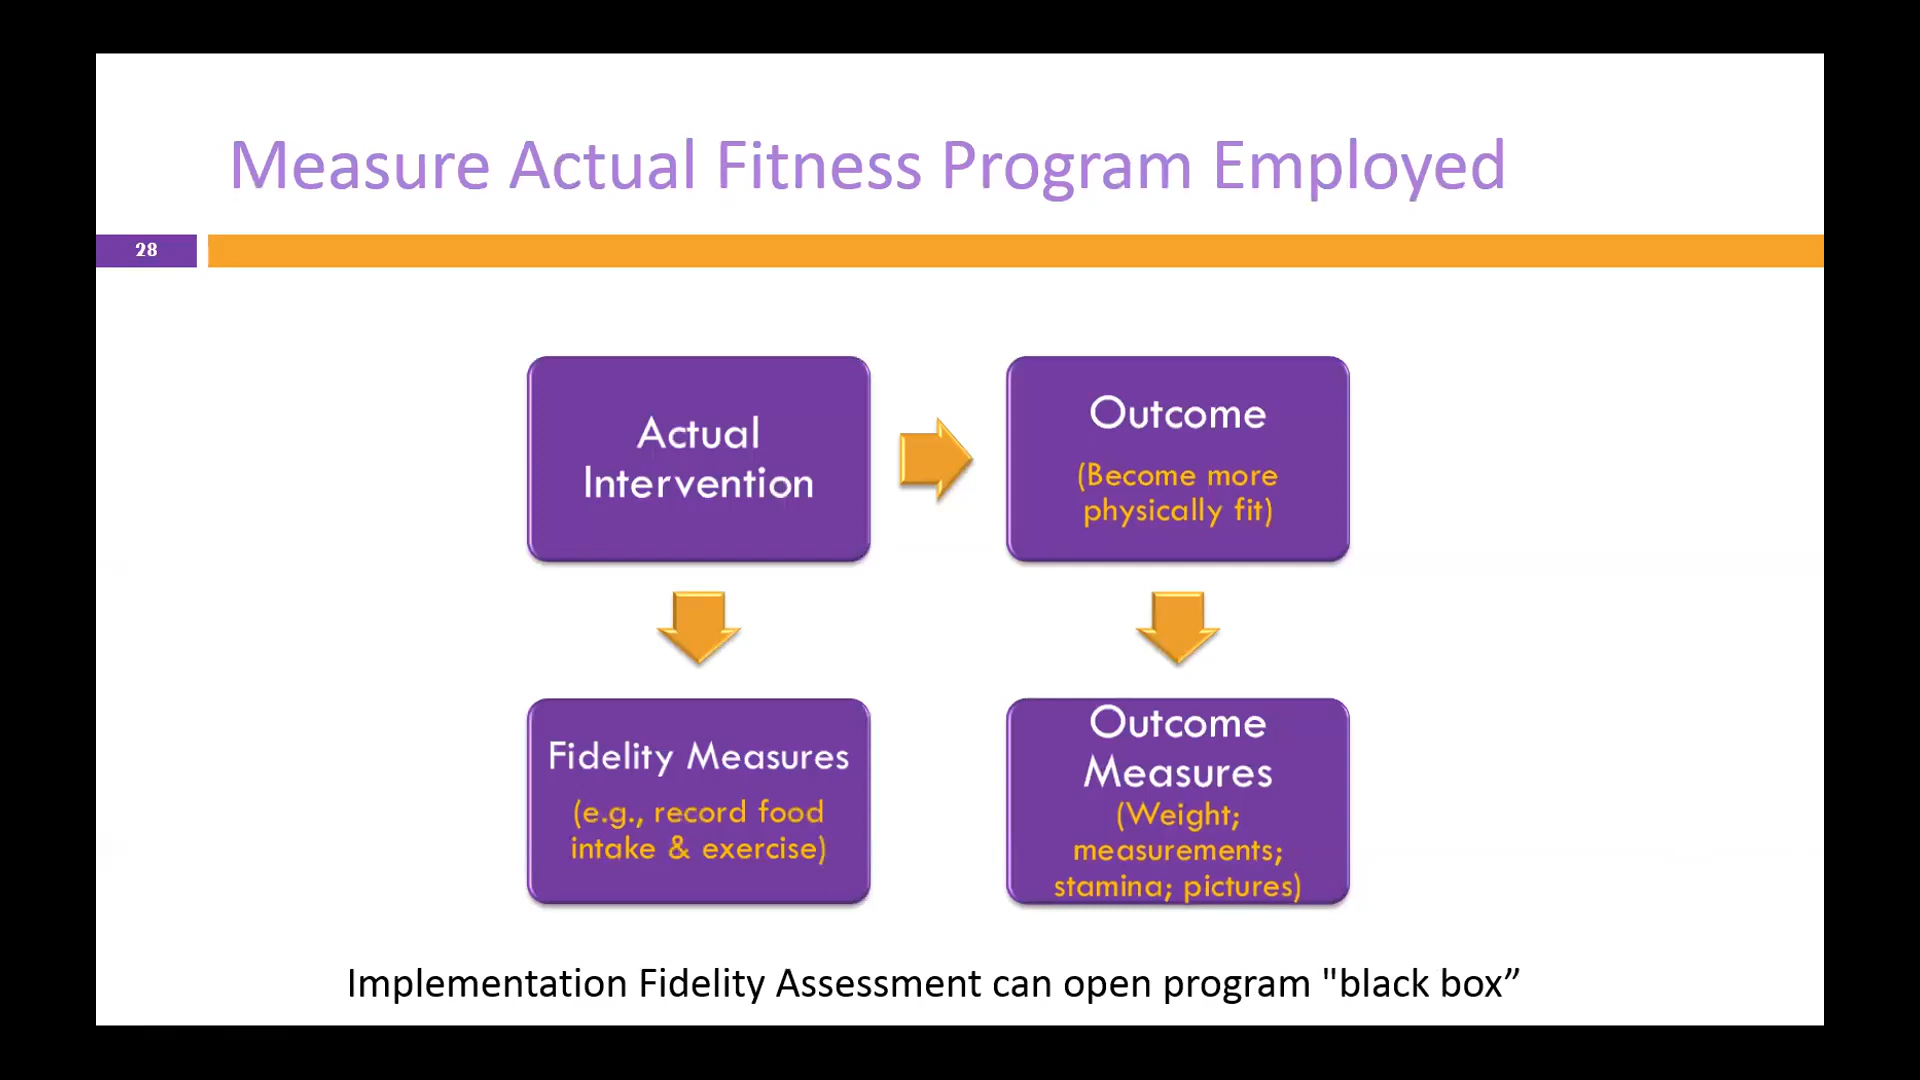 Measure Actual Fitness Program Employed
28
Actual
Intervention
Outcome
(Become more
physically fit)
Fidelity Measures
(e.g., record food
intake & exercise)
Outcome
Measures
(Weight;
measurements;
stamina; pictures)
Implementation Fidelity Assessment can open program "black box”